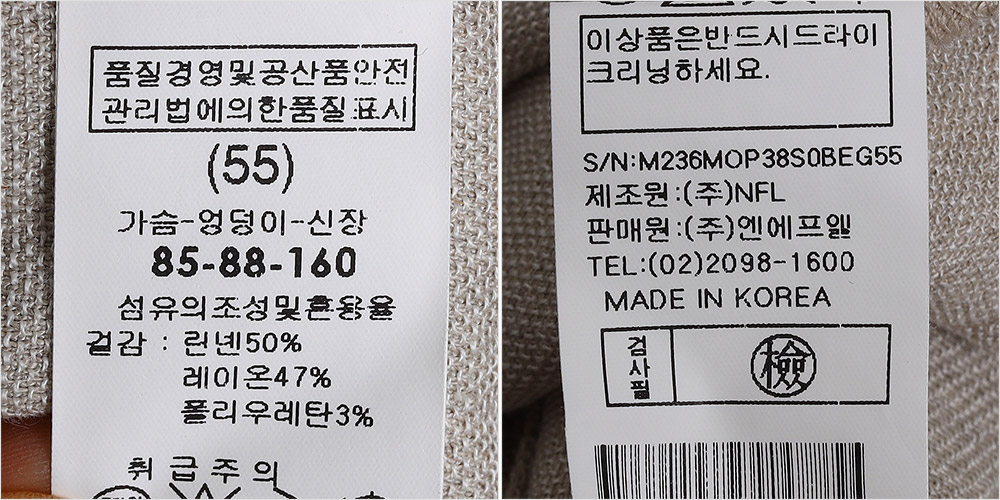 품질경영및공산품안전
관리법에의한품질표시
(55)
가슴-엉덩이-신장
85-88-160
섬유의조성및혼용율
겉감 : 린넨50%
레이온47%
폴리우레탄3%
취급주의
이상품은반드시드라이
크리닝하세요.
S/N:M236MOP38S0BEG55
제조원:(주)NFL
판매원:(주)엔에프엘
TEL:(02)2098-1600
MADE IN KOREA
검사필
檢